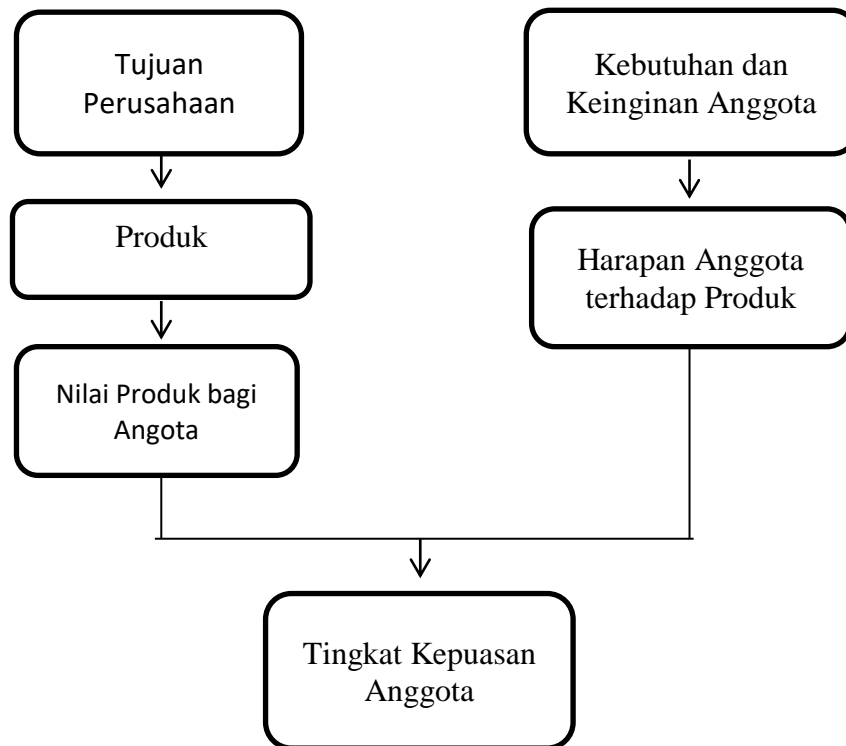 Tujuan
Perusahaan
Produk
Nilai Produk bagi
Angota
Kebutuhan dan
Keinginan Anggota
Harapan Anggota
terhadap Produk
Tingkat Kepuasan
Anggota